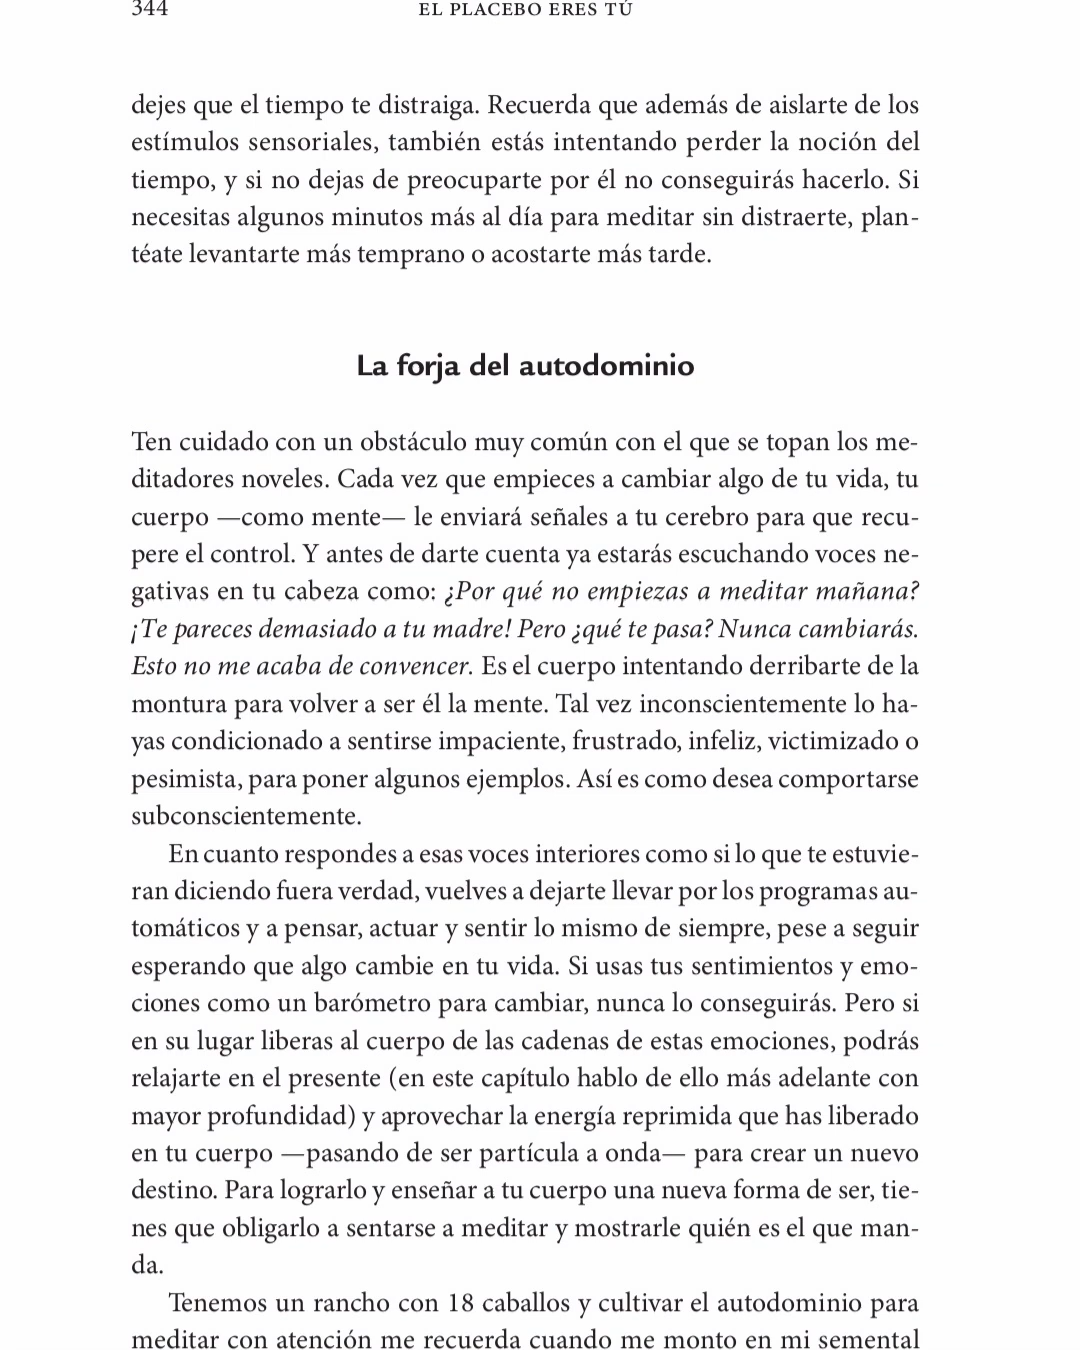 344 EL PLACEBO ERES TÚ
dejes que el tiempo te distraiga. Recuerda que además de aislarte de los
estímulos sensoriales, también estás intentando perder la noción del
tiempo, y si no dejas de preocuparte por él no conseguirás hacerlo. Si
necesitas algunos minutos más al día para meditar sin distraerte, plan-
téate levantarte más temprano o acostarte más tarde.
La forja del autodominio
Ten cuidado con un obstáculo muy común con el que se topan los me-
ditadores noveles. Cada vez que empieces a cambiar algo de tu vida, tu
cuerpo —como mente— le enviará señales a tu cerebro para que recu-
pere el control. Y antes de darte cuenta ya estarás escuchando voces ne-
gativas en tu cabeza como: ¿Por qué no empiezas a meditar mañana?
¡Te pareces demasiado a tu madre! Pero ¿qué te pasa? Nunca cambiarás.
Esto no me acaba de convencer. Es el cuerpo intentando derribarte de la
montura para volver a ser él la mente. Tal vez inconscientemente lo ha-
yas condicionado a sentirse impaciente, frustrado, infeliz, victimizado o
pesimista, para poner algunos ejemplos. Así es como desea comportarse
subconscientemente.
En cuanto respondes a esas voces interiores como si lo que te estuvie-
ran diciendo fuera verdad, vuelves a dejarte llevar por los programas au-
tomáticos y a pensar, actuar y sentir lo mismo de siempre, pese a seguir
esperando que algo cambie en tu vida. Si usas tus sentimientos y emo-
ciones como un barómetro para cambiar, nunca lo conseguirás. Pero si
en su lugar liberas al cuerpo de las cadenas de estas emociones, podrás
relajarte en el presente (en este capítulo hablo de ello más adelante con
mayor profundidad) y aprovechar la energía reprimida que has liberado
en tu cuerpo —pasando de ser partícula a onda— para crear un nuevo
destino. Para lograrlo y enseñar a tu cuerpo una nueva forma de ser, tie-
nes que obligarlo a sentarse a meditar y mostrarle quién es el que man-
da.
Tenemos un rancho con 18 caballos y cultivar el autodominio para
meditar con atención me recuerda cuando me monto en mi semental